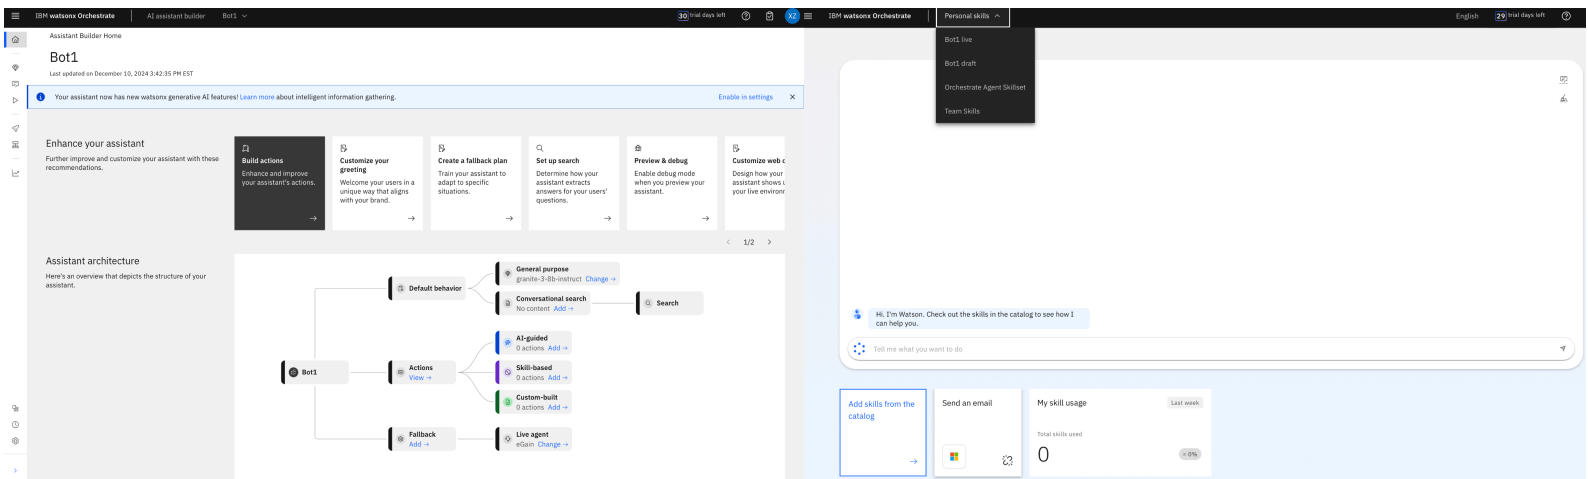 IBM watsonx Orchestrate
AI assistant builder
Bot1
30 trial days left
XZ
Assistant Builder Home
Bot1
Last updated on December 10, 2024 3:42:35 PM EST
Your assistant now has new watsonx generative AI features! Learn more about intelligent information gathering.
Enable in settings
Enhance your assistant
Further improve and customize your assistant with these
recommendations.
Build actions
Enhance and improve
your assistant's actions.
Customize your
greeting
Welcome your users in a
unique way that aligns
with your brand.
Create a fallback plan
Train your assistant to
adapt to specific
situations.
Set up search
Determine how your
assistant extracts
answers for your users'
questions.
Preview & debug
Enable debug mode
when you preview your
assistant.
Customize web c
Design how your
assistant shows u
your live environm
1/2
Assistant architecture
Here's an overview that depicts the structure of your
assistant.
Bot1
Default behavior
General purpose
granite-3-8b-instruct Change →
Conversational search
No content Add →
Search
Actions
View →
AI-guided
0 actions Add →
Skill-based
0 actions Add →
Custom-built
0 actions Add →
Fallback
Add →
Live agent
eGain Change →
IBM watsonx Orchestrate
Personal skills
English
29 trial days left
Bot1 live
Bot1 draft
Orchestrate Agent Skillset
Team Skills
Hi, I'm Watson. Check out the skills in the catalog to see how I
can help you.
Tell me what you want to do
Add skills from the
catalog
Send an email
My skill usage
Last week
Total skills used
0
0%